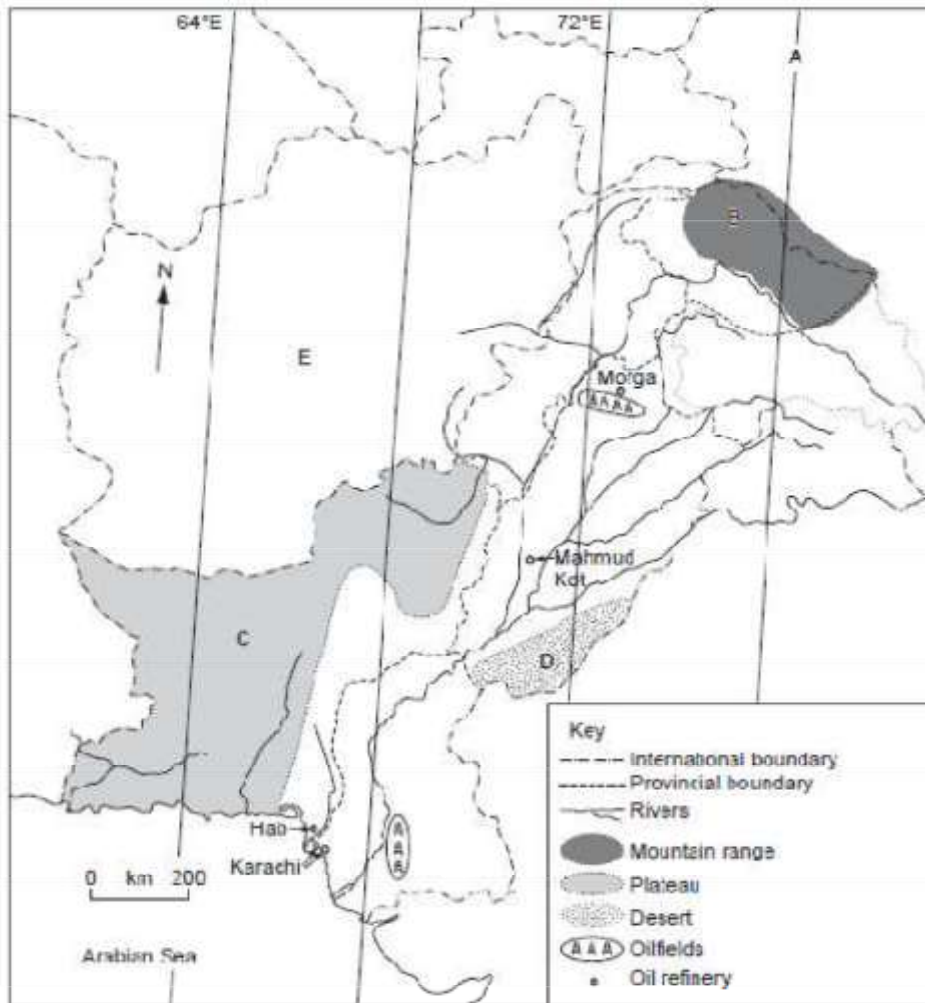 64°E
72°E
A
B
N
E
Morga
Mahmud
Kot
C
D
Hab
Karachi
0 km 200
Arabian Sea
Key
International boundary
Provincial boundary
Rivers
Mountain range
Plateau
Desert
Oilfields
Oil refinery